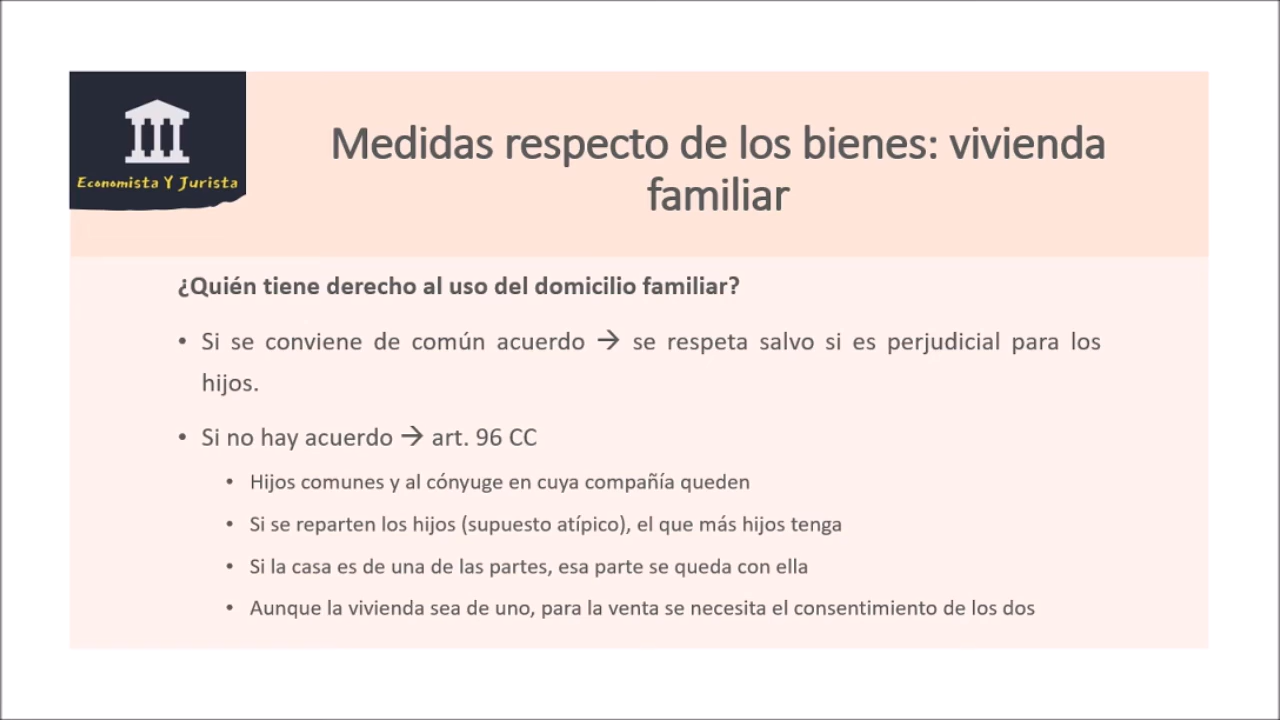 Economista Y Jurista
Medidas respecto de los bienes: vivienda
familiar
¿Quién tiene derecho al uso del domicilio familiar?
• Si se conviene de común acuerdo → se respeta salvo si es perjudicial para los
hijos.
• Si no hay acuerdo → art. 96 CC
• Hijos comunes y al cónyuge en cuya compañía queden
• Si se reparten los hijos (supuesto atípico), el que más hijos tenga
• Si la casa es de una de las partes, esa parte se queda con ella
• Aunque la vivienda sea de uno, para la venta se necesita el consentimiento de los dos